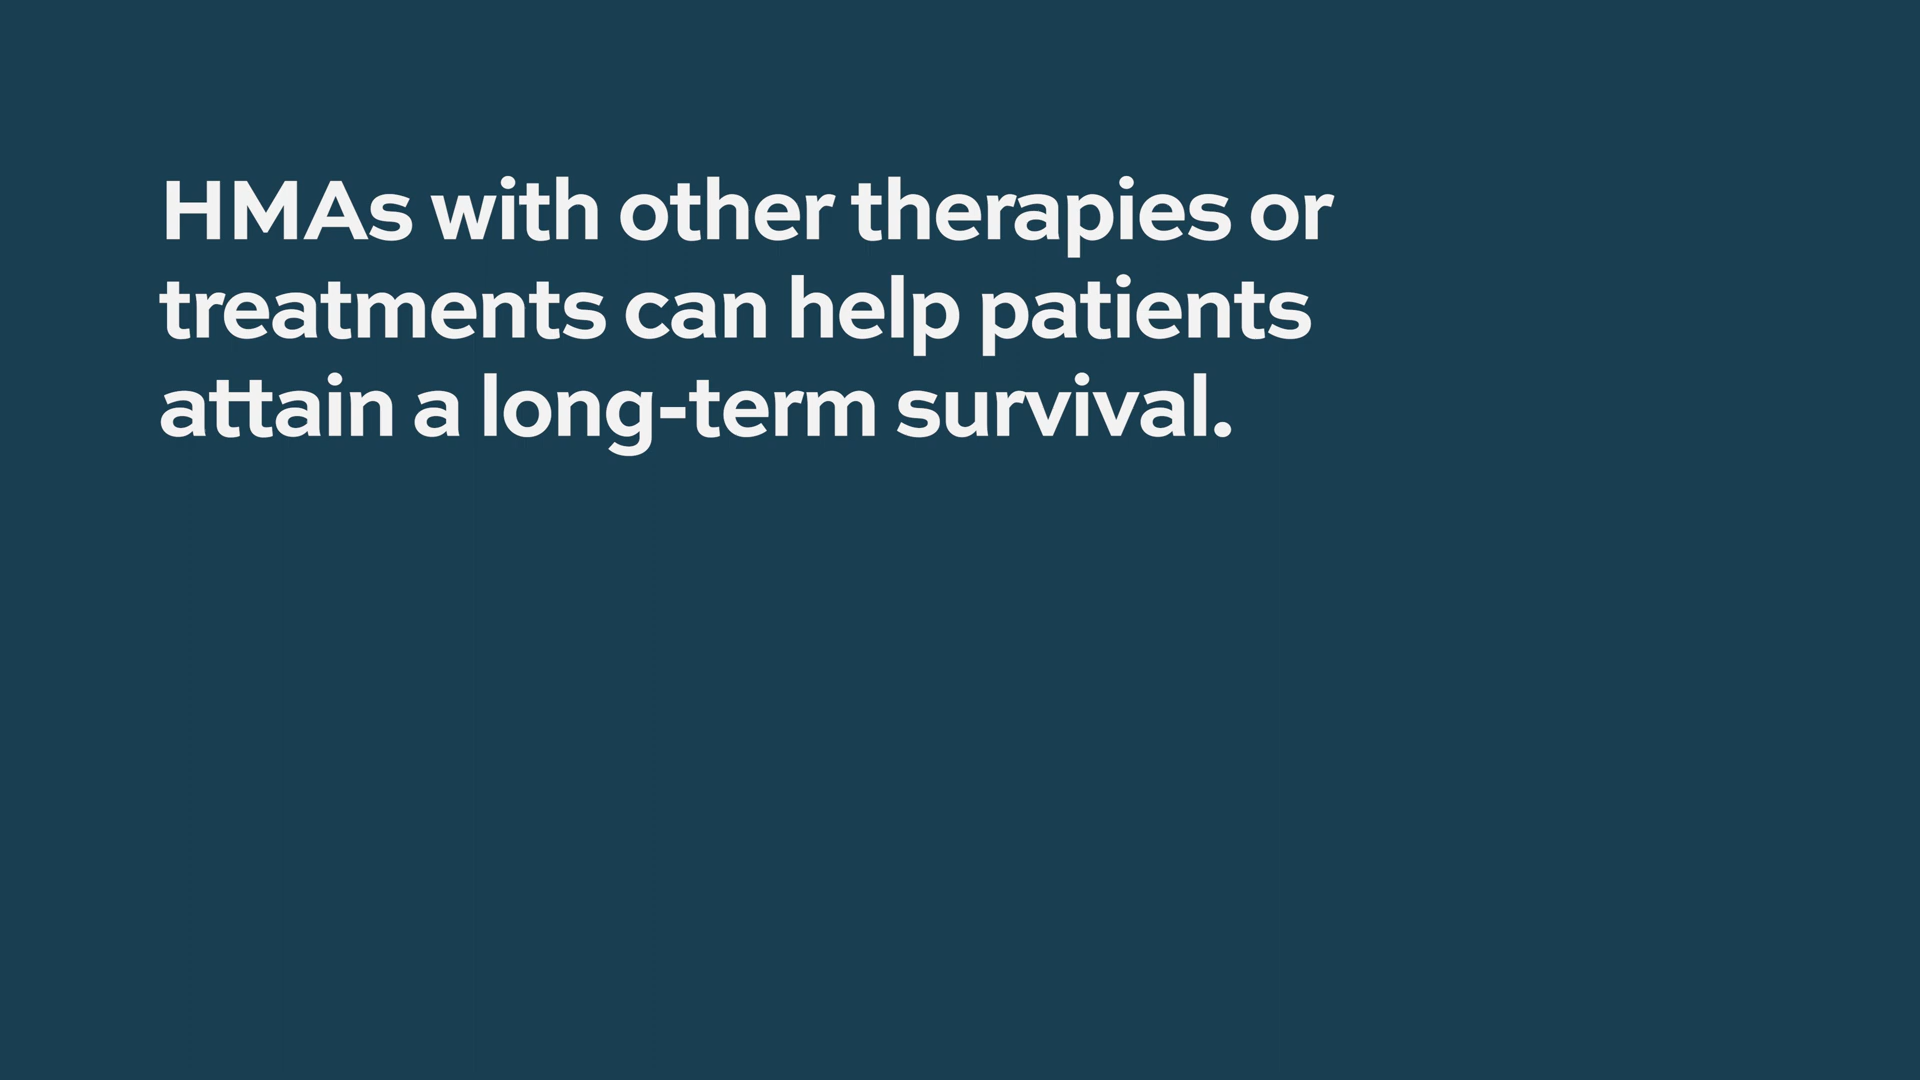 HMAs with other therapies or
treatments can help patients
attain a long-term survival.